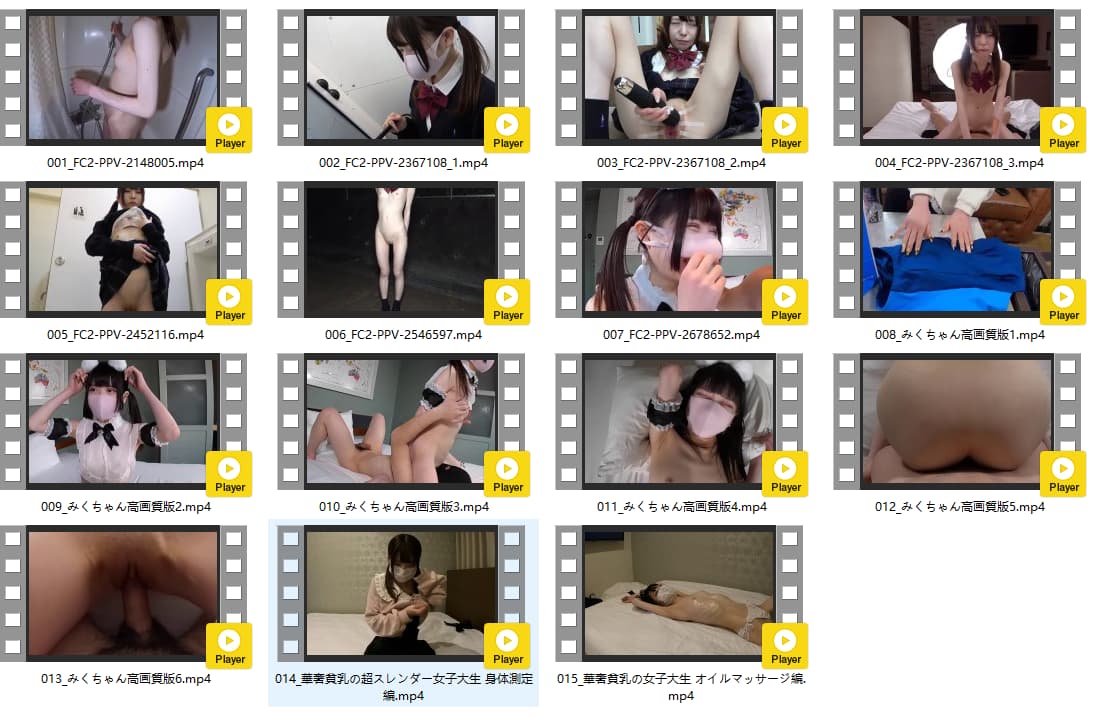 Player Player Player Player
001_FC2-PPV-2148005.mp4 002_FC2-PPV-2367108_1.mp4 003_FC2-PPV-2367108_2.mp4 004_FC2-PPV-2367108_3.mp4
Player Player Player Player
005_FC2-PPV-2452116.mp4 006_FC2-PPV-2546597.mp4 007_FC2-PPV-2678652.mp4 008_みくちゃん高画質版1.mp4
Player Player Player Player
009_みくちゃん高画質版2.mp4 010_みくちゃん高画質版3.mp4 011_みくちゃん高画質版4.mp4 012_みくちゃん高画質版5.mp4
Player Player Player
013_みくちゃん高画質版6.mp4 014_華奢貧乳の超スレンダー女子大生 身体測定 015_華奢貧乳の女子大生 オイルマッサージ編.
編.mp4 mp4